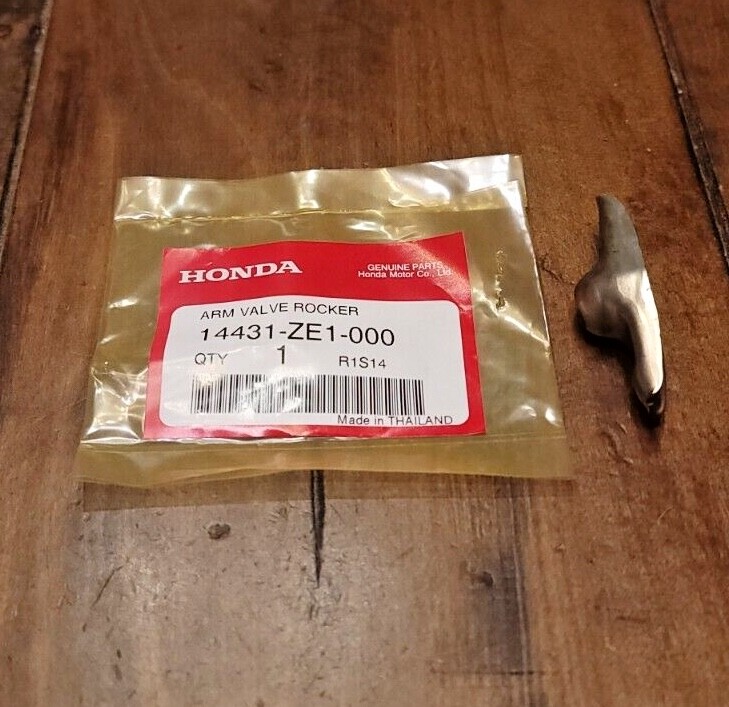 HONDA
GENUINE PARTS
Honda Motor Co., Ltd.
ARM VALVE ROCKER
14431-ZE1-000
QTY 1 R1S14
Made in THAILAND